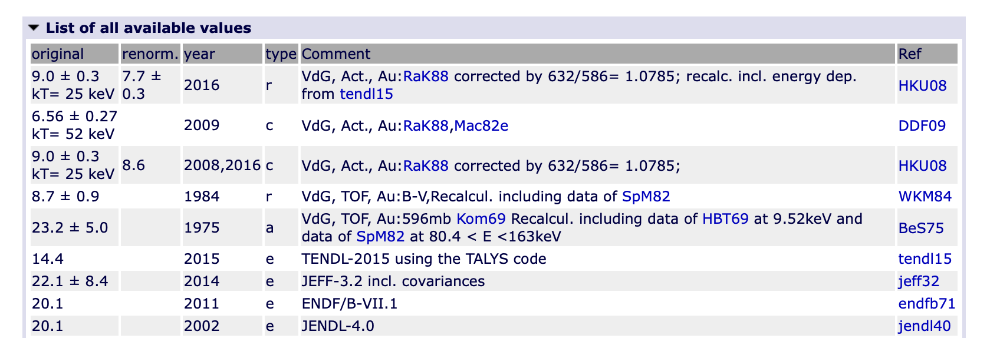 List of all available values
original renorm. year type Comment Ref
9.0 ± 0.3 7.7 ± VdG, Act., Au:RaK88 corrected by 632/586= 1.0785; recalc. incl. energy dep.
2016 r HKU08
kT= 25 keV 0.3 from tendl15
6.56 ± 0.27
2009 c VdG, Act., Au:RaK88,Mac82e DDF09
kT= 52 keV
9.0 ± 0.3
8.6 2008,2016 c VdG, Act., Au:RaK88 corrected by 632/586= 1.0785; HKU08
kT= 25 keV
8.7 ± 0.9 1984 r VdG, TOF, Au:B-V,Recalcul. including data of SpM82 WKM84
VdG, TOF, Au:596mb Kom69 Recalcul. including data of HBT69 at 9.52keV and
23.2 ± 5.0 1975 a BeS75
data of SpM82 at 80.4 < E <163keV
14.4 2015 e TENDL-2015 using the TALYS code tendl15
22.1 ± 8.4 2014 e JEFF-3.2 incl. covariances jeff32
20.1 2011 e ENDF/B-VII.1 endfb71
20.1 2002 e JENDL-4.0 jendl40